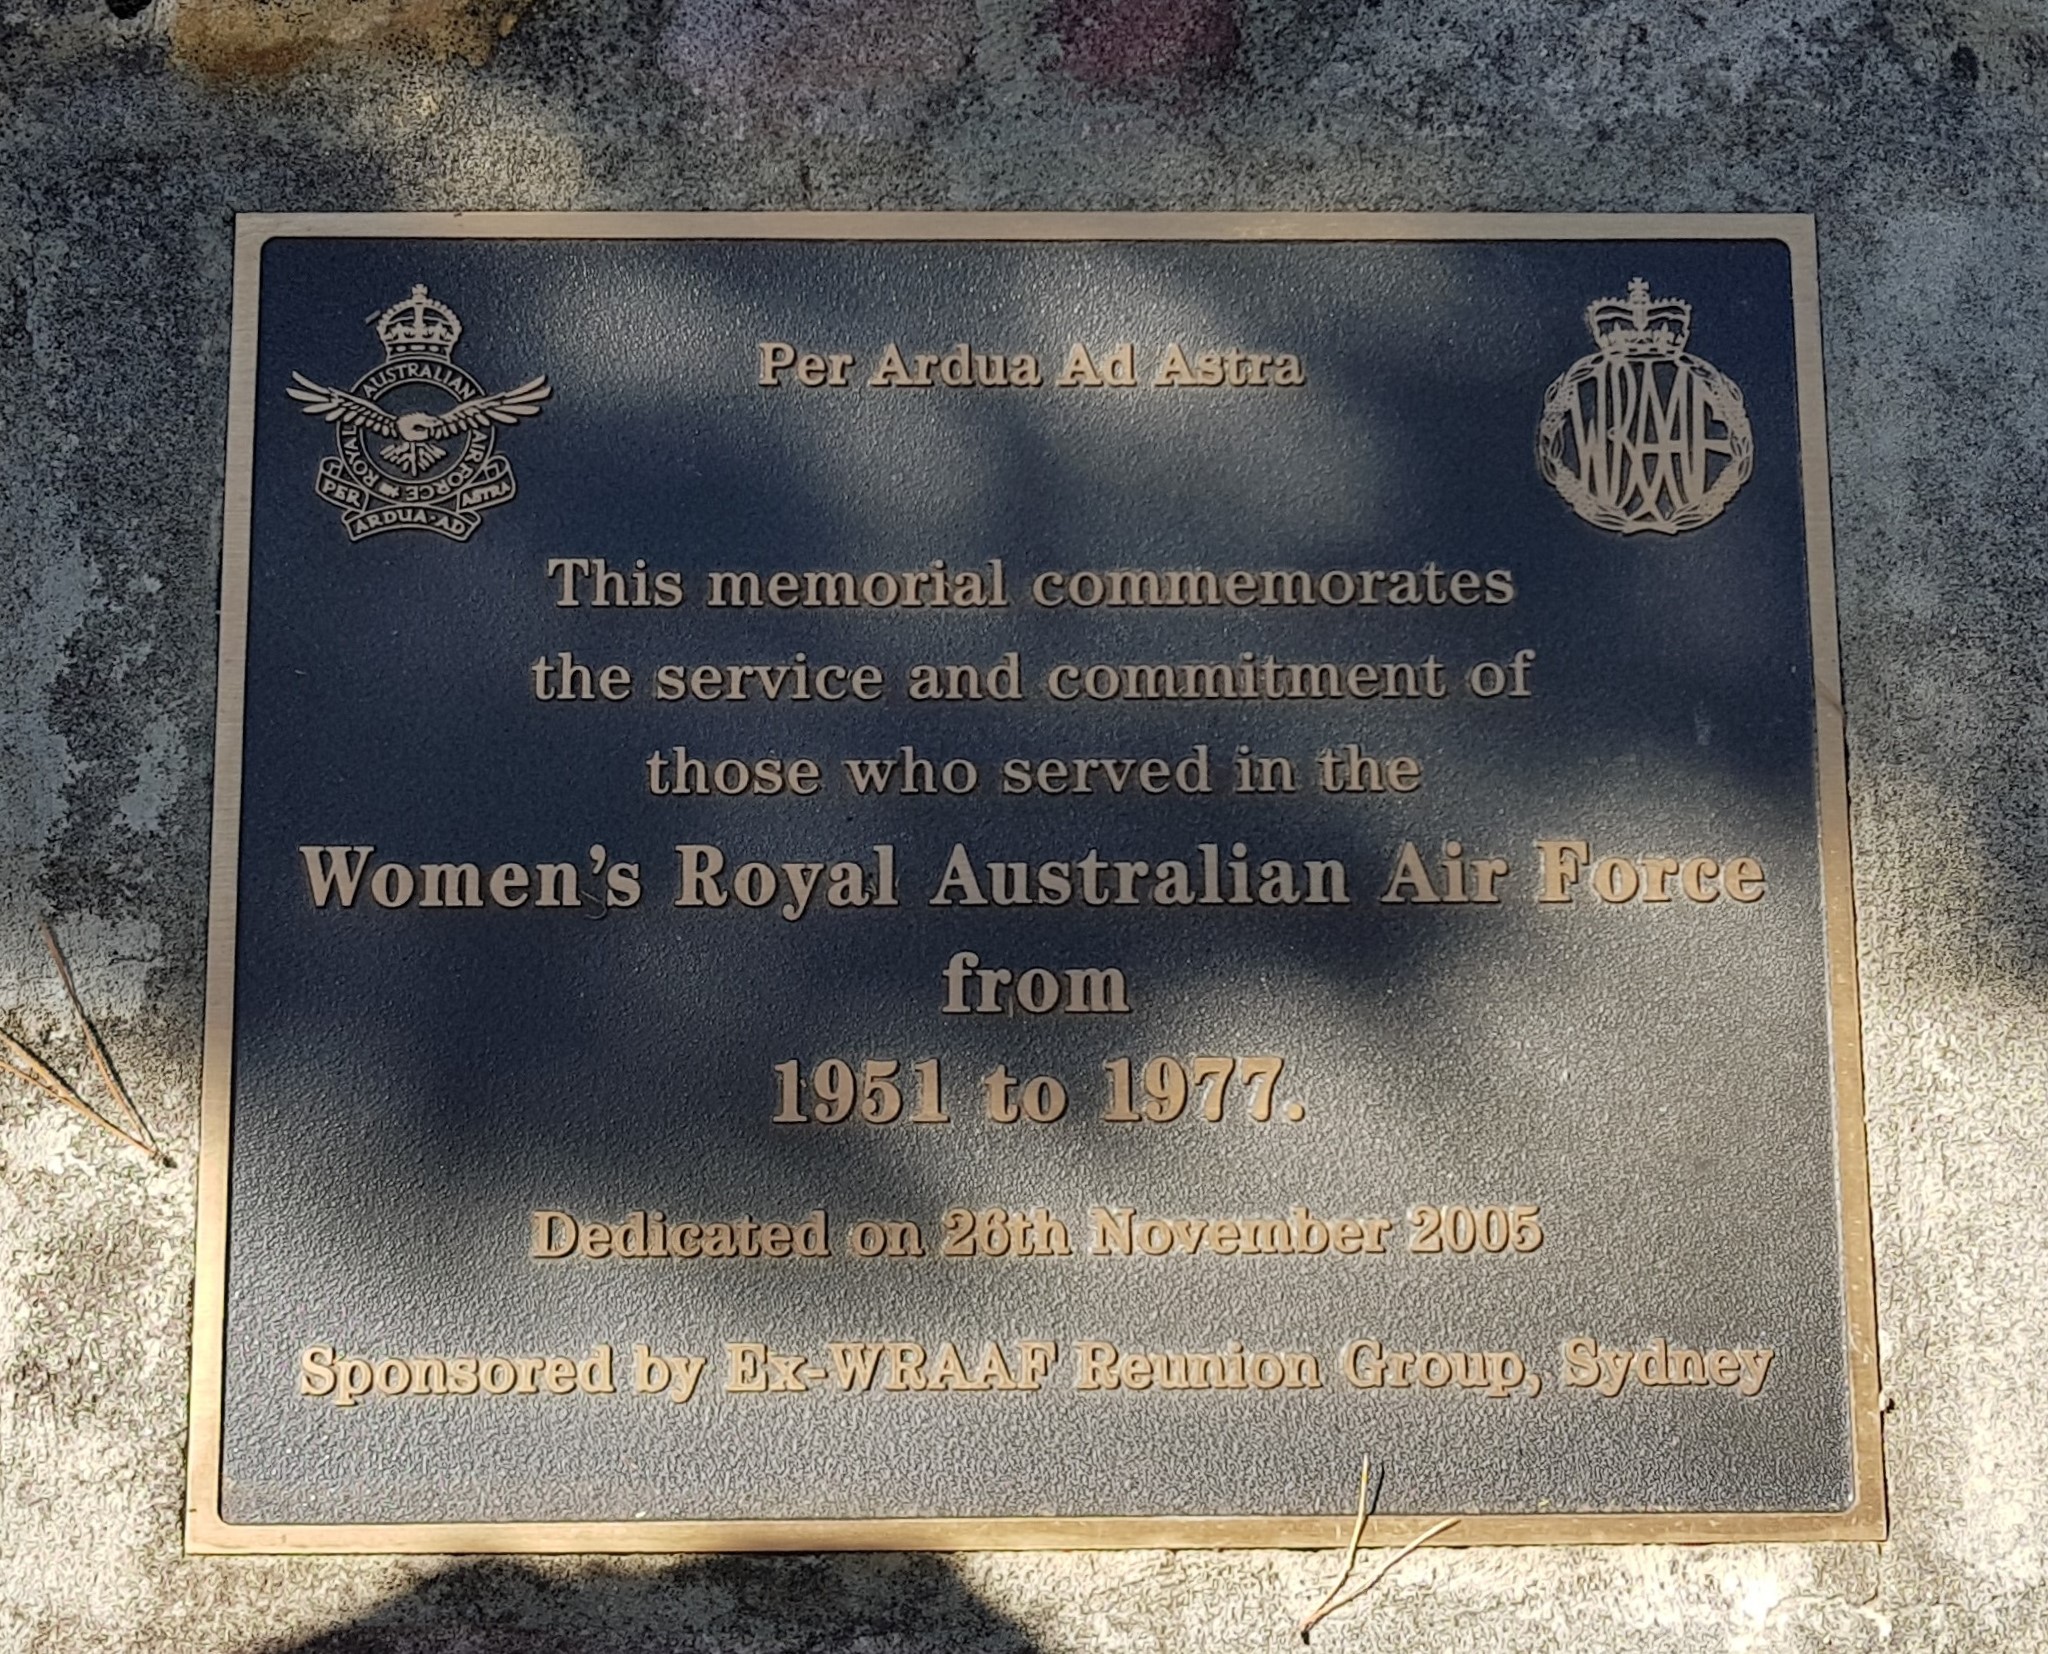 Per Ardua Ad Astra
ROYAL AUSTRALIAN AIR FORCE
PER ARDUA·AD ASTRA
WRAAF
This memorial commemorates
the service and commitment of
those who served in the
Women's Royal Australian Air Force
from
1951 to 1977.
Dedicated on 26th November 2005
Sponsored by Ex-WRAAF Reunion Group, Sydney